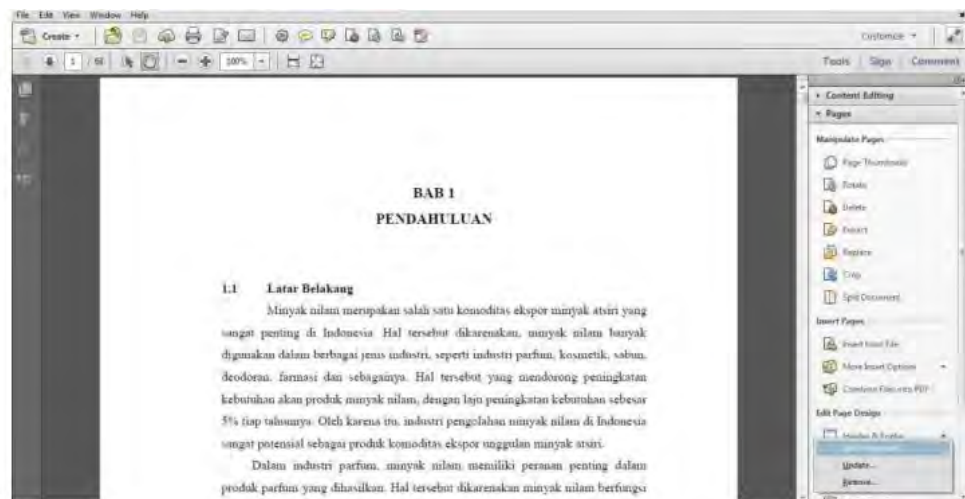 File Edit View Window Help
Create
Customize
1 / 61
100%
Tools Sign Comment
Content Editing
Pages
Manipulate Pages
Page Thumbnails
Rotate
Delete
Extract
Replace
Crop
Split Document
Insert Pages
Insert from File
More Insert Options
Combine Files into PDF
Edit Page Design
Header & Footer
Update...
Remove...
BAB 1
PENDAHULUAN
1.1 Latar Belakang
Minyak nilam merupakan salah satu komoditas ekspor minyak atsiri yang
sangat penting di Indonesia. Hal tersebut dikarenakan, minyak nilam banyak
digunakan dalam berbagai jenis industri, seperti industri parfum, kosmetik, sabun,
deodoran, farmasi dan sebagainya. Hal tersebut yang mendorong peningkatan
kebutuhan akan produk minyak nilam, dengan laju peningkatan kebutuhan sebesar
5% tiap tahunnya. Oleh karena itu, industri pengolahan minyak nilam di Indonesia
sangat potensial sebagai produk komoditas ekspor unggulan minyak atsiri.
Dalam industri parfum, minyak nilam memiliki peranan penting dalam
produk parfum yang dihasilkan. Hal tersebut dikarenakan minyak nilam berfungsi